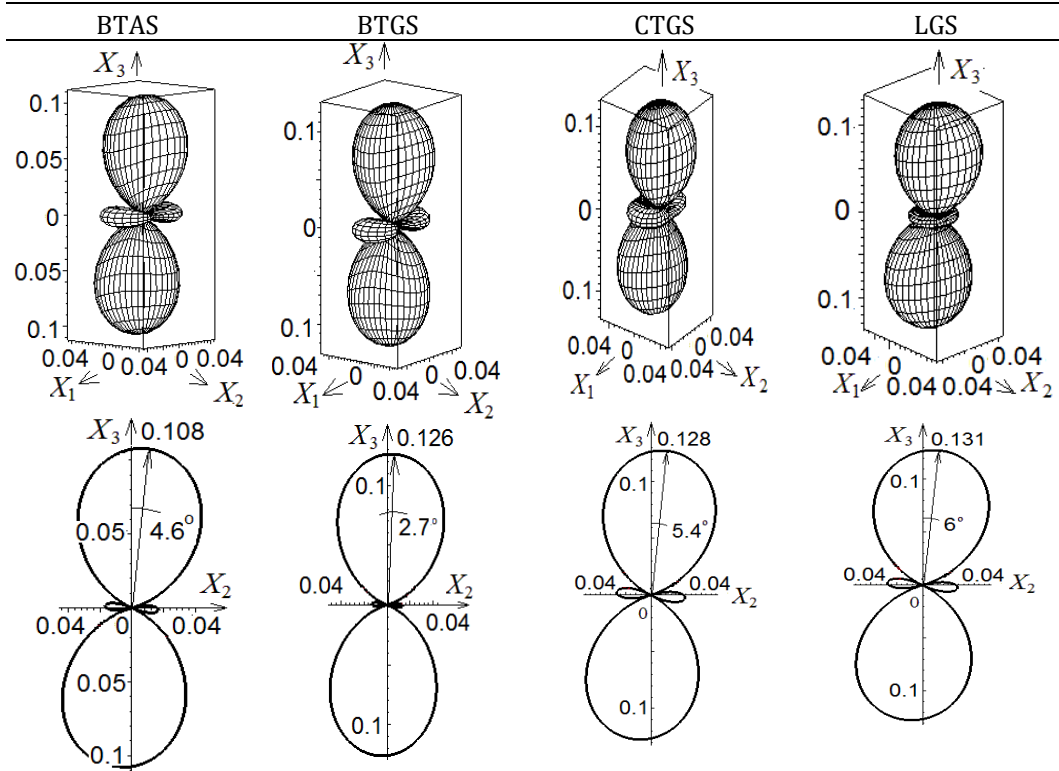 BTAS BTGS CTGS LGS
X3 X3 X3 X3
0.1 0.05 0 0.05 0.1
0.04 0 0.04 0 0.04
X1 X2
0.1 0 0.1
0.04 0 0.04 0 0.04
X1 X2
0.1 0 0.1
0.04 0 0.04 0.04 0 0.04
X1 X2
0.1 0 0.1
0.04 0 0.04 0.04 0 0.04
X1 X2
X3 0.108
0.05 4.6°
X2
0.04 0 0.04
0.05
0.1
X3 0.126
0.1
2.7°
0.04 X2
0.04
0.1
X3 0.128
0.1
5.4°
0.04 0.04
0 X2
0.1
X3 0.131
0.1
6°
0.04 0.04
0 X2
0.1